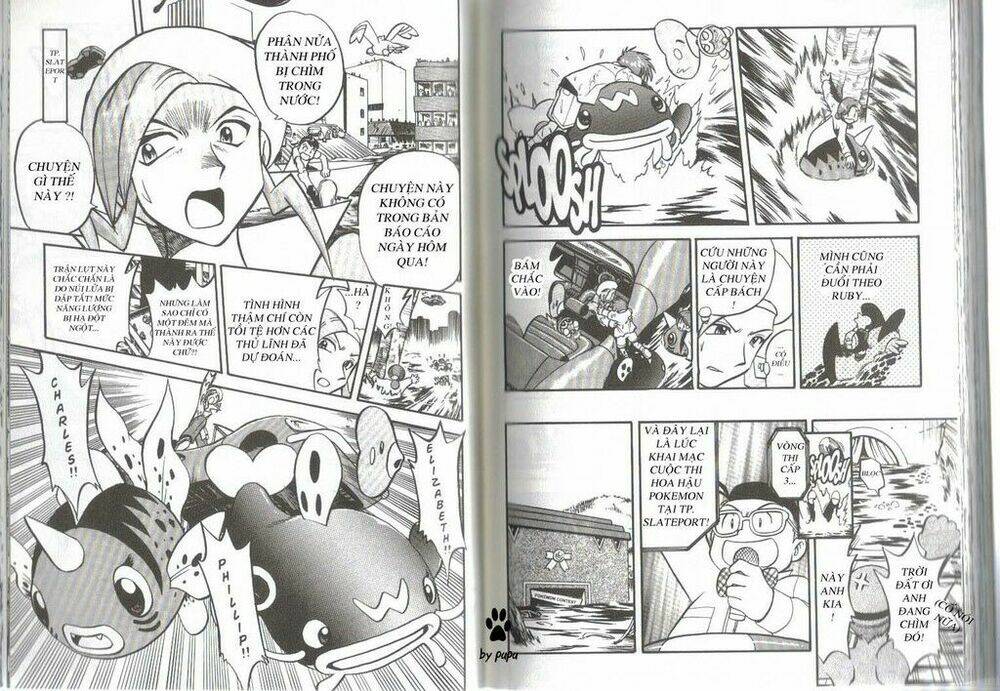 TP.
SLAT
EPOR
T
PHÂN NỬA
THÀNH PHỐ
BỊ CHÌM
TRONG
NƯỚC!
CHUYỆN
GÌ THẾ
NÀY ?!
CHUYỆN NÀY
KHÔNG CÓ
TRONG BẢN
BÁO CÁO
NGÀY HÔM
QUA!
TRẬN LỤT NÀY
CHẮC CHẮN LÀ
DO NÚI LỬA BỊ
DẬP TẮT! MỨC
NĂNG LƯỢNG
BỊ HẠ ĐỘT
NGỘT...
NHƯNG LÀM
SAO CHỈ CÓ
MỘT ĐÊM MÀ
THÀNH RA THẾ
NÀY ĐƯỢC
CHỨ?!
TÌNH HÌNH
THẬM CHÍ CÒN
TỒI TỆ HƠN CÁC
THỦ LĨNH ĐÃ
DỰ ĐOÁN...
...HẢ
?
KHÔNG!
CHARLES!!
ELIZABETH!!
PHILLIP!
SPLOOSH
BÁM
CHẮC
VÀO!
CỨU NHỮNG
NGƯỜI NÀY LÀ
CHUYỆN
CẤP BÁCH
!
CÓ
ĐIỀU
...
MÌNH CŨNG
CẦN PHẢI
ĐUỔI THEO
RUBY...
POKEMON CONTEST
VÀ ĐÂY LẠI
LÀ LÚC
KHAI MẠC
CUỘC THI
HOA HẬU
POKEMON
TẠI TP.
SLATEPORT!
VÒNG
THI CẤP
3...
BLOC
NÀY ANH
KIA !
TRỜI
ĐẤT ƠI
ANH
ĐANG
CHÌM
ĐÓ!
(CÒN NÓI
NỮA)
by pupa